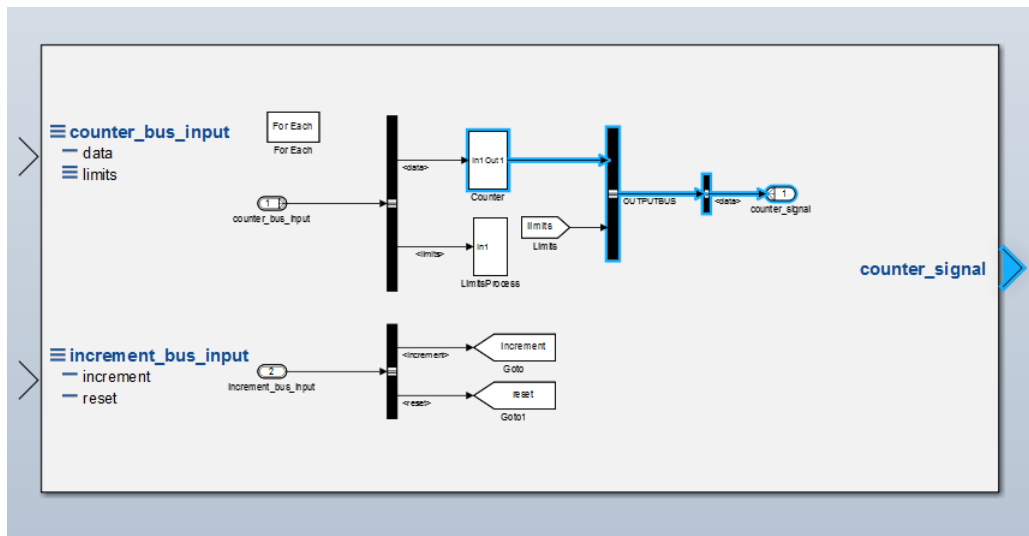 counter_bus_input
data
limits
For Each
For Each
1
counter_bus_input
<data>
In1 Out1
Counter
<limits>
In1
LimitsProcess
limits
Limits
OUTPUTBUS
<data>
1
counter_signal
counter_signal
increment_bus_input
increment
reset
2
increment_bus_input
<increment>
increment
Goto
<reset>
reset
Goto1